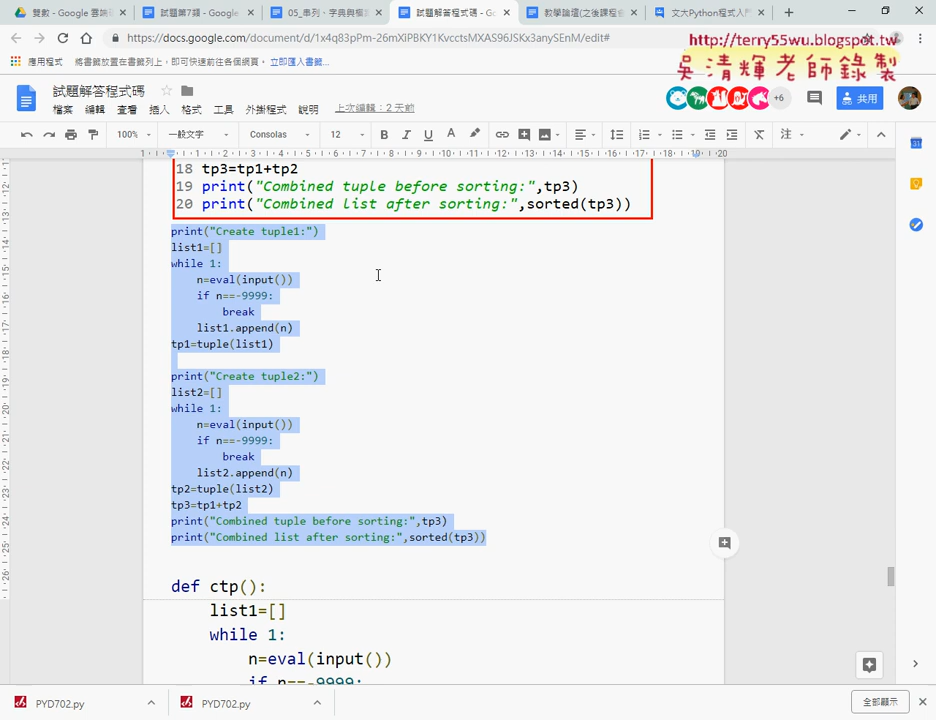 雙數 - Google 雲端硬
試題第7類 - Google
05_串列、字典與樞
試題解答程式碼 - Go
教學論壇(之後課程
文大Python程式入門
https://docs.google.com/document/d/1x4q83pPm-26mXiPBKY1KvcctsMXAS96JSKx3anySEnM/edit#
http://terry55wu.blogspot.tw
吳清輝老師錄製
應用程式 將書籤放置在書籤列上，即可快速前往各個網頁。 立即匯入書籤...
試題解答程式碼
檔案 編輯 查看 插入 格式 工具 外掛程式 說明 上次編輯：2 天前
+6
共用
100% 一般文字 Consolas 12 B I U A 注
18 tp3=tp1+tp2
19 print("Combined tuple before sorting:",tp3)
20 print("Combined list after sorting:",sorted(tp3))
print("Create tuple1:")
list1=[]
while 1:
n=eval(input())
if n==-9999:
break
list1.append(n)
tp1=tuple(list1)
print("Create tuple2:")
list2=[]
while 1:
n=eval(input())
if n==-9999:
break
list2.append(n)
tp2=tuple(list2)
tp3=tp1+tp2
print("Combined tuple before sorting:",tp3)
print("Combined list after sorting:",sorted(tp3))
def ctp():
list1=[]
while 1:
n=eval(input())
if n==-9999:
PYD702.py
PYD702.py
全部顯示